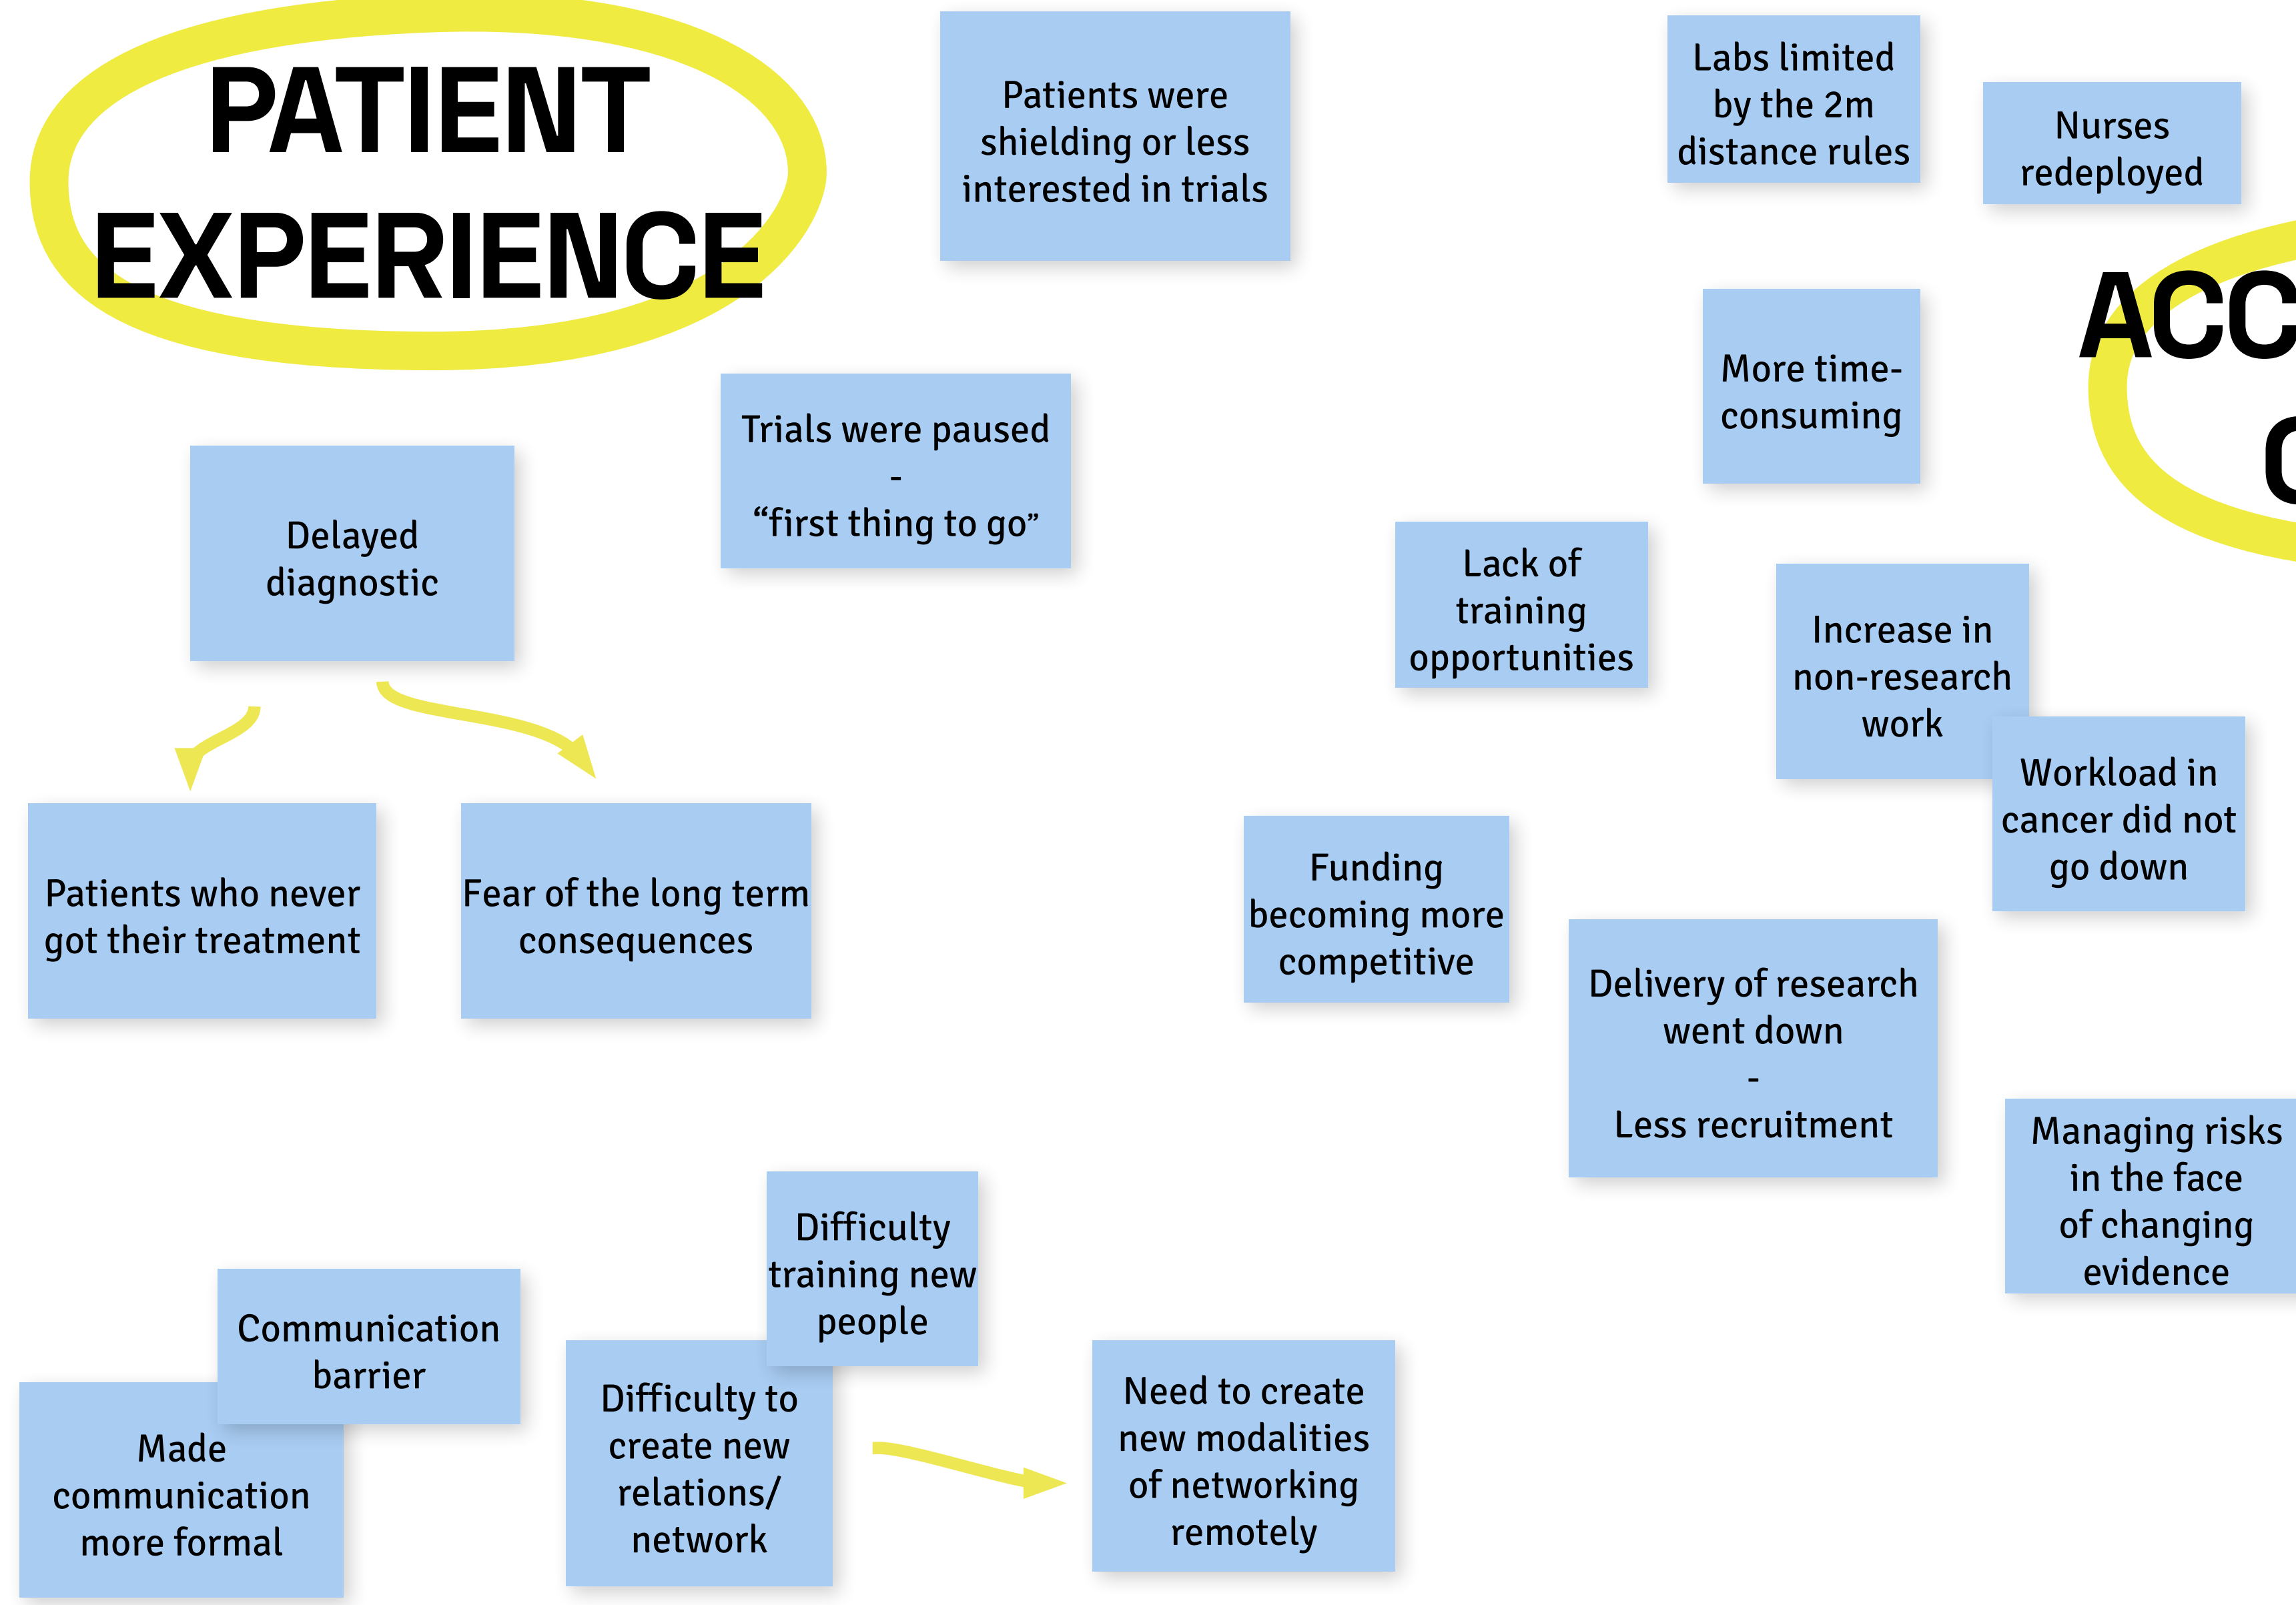 PATIENT
EXPERIENCE
Patients were
shielding or less
interested in trials
Labs limited
by the 2m
distance rules
Nurses
redeployed
ACC
More time-
consuming
Trials were paused
-
“first thing to go”
Delayed
diagnostic
Lack of
training
opportunities
Increase in
non-research
work
Workload in
cancer did not
go down
Patients who never
got their treatment
Fear of the long term
consequences
Funding
becoming more
competitive
Delivery of research
went down
-
Less recruitment
Managing risks
in the face
of changing
evidence
Difficulty
training new
people
Communication
barrier
Made
communication
more formal
Difficulty to
create new
relations/
network
Need to create
new modalities
of networking
remotely